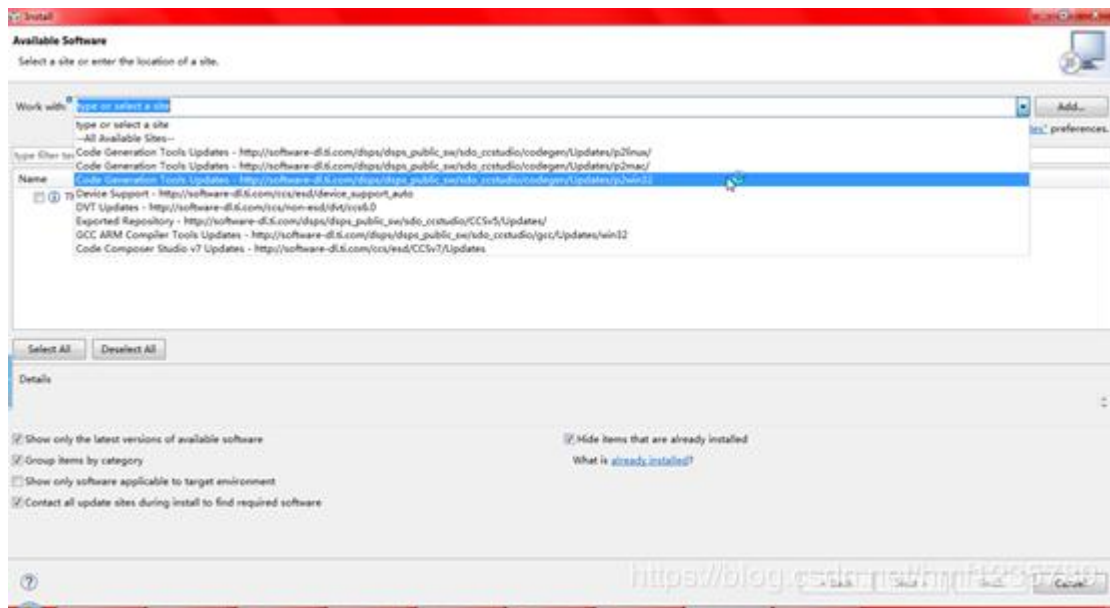 Install
Available Software
Select a site or enter the location of a site.
Work with: type or select a site
Add...
type or select a site
--All Available Sites--
preferences.
Code Generation Tools Updates - http://software-dl.ti.com/dsps/dsps_public_sw/sdo_ccstudio/codegen/Updates/p2linux/
type filter
Code Generation Tools Updates - http://software-dl.ti.com/dsps/dsps_public_sw/sdo_ccstudio/codegen/Updates/p2mac/
Name
Code Generation Tools Updates - http://software-dl.ti.com/dsps/dsps_public_sw/sdo_ccstudio/codegen/Updates/p2win32
Device Support - http://software-dl.ti.com/ccs/esd/device_support_auto
DVT Updates - http://software-dl.ti.com/ccs/non-esd/dvt/ccs6.0
Exported Repository - http://software-dl.ti.com/dsps/dsps_public_sw/sdo_ccstudio/CCSv5/Updates/
GCC ARM Compiler Tools Updates - http://software-dl.ti.com/dsps/dsps_public_sw/sdo_ccstudio/gcc/Updates/win32
Code Composer Studio v7 Updates - http://software-dl.ti.com/ccs/esd/CCSv7/Updates
Select All
Deselect All
Details
Show only the latest versions of available software
Hide items that are already installed
Group items by category
What is already installed?
Show only software applicable to target environment
Contact all update sites during install to find required software
Cancel